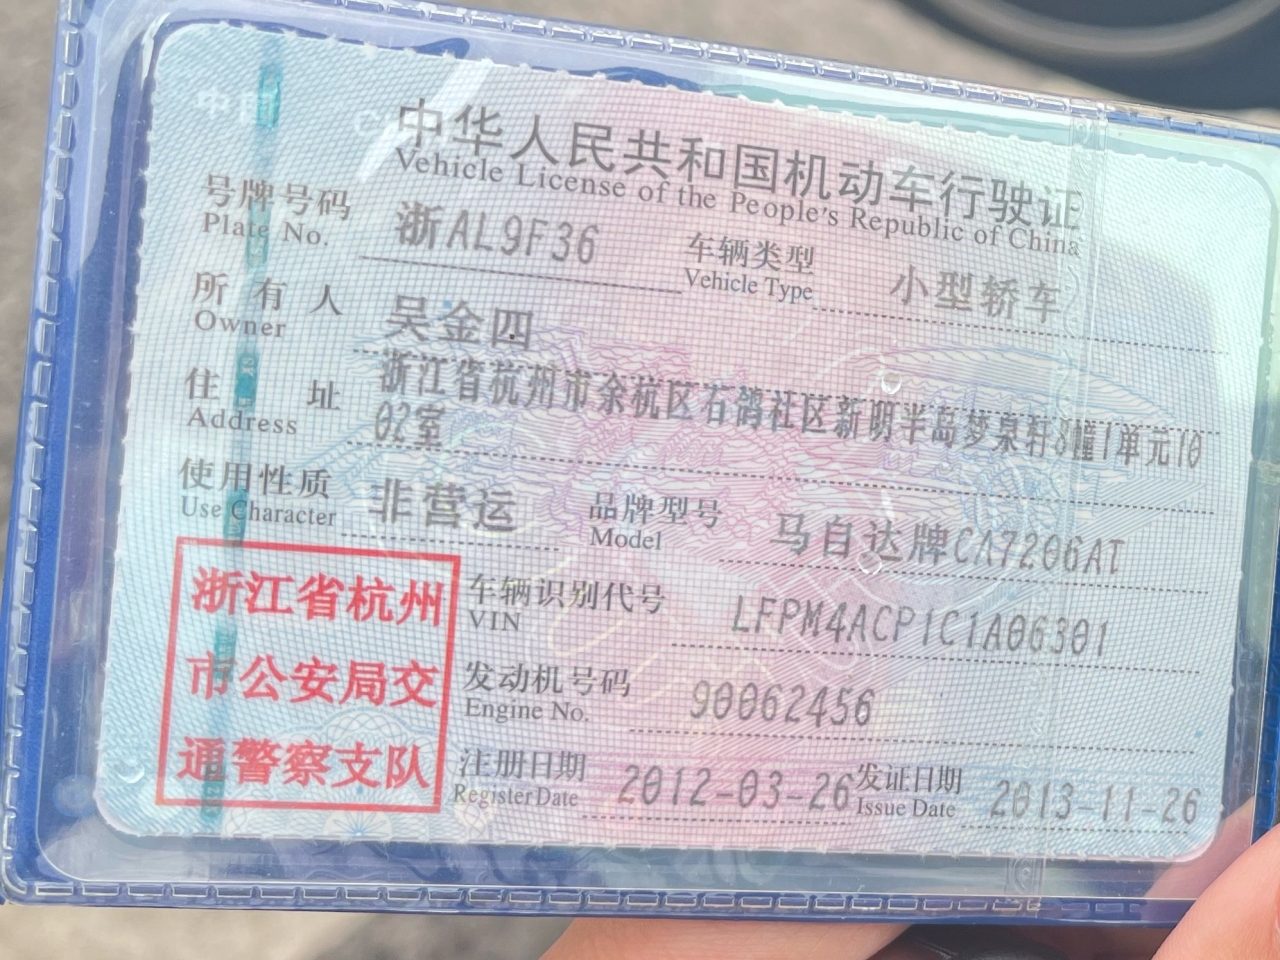 中华人民共和国机动车行驶证
Vehicle License of the People's Republic of China
号牌号码 浙AL9F36 车辆类型 小型轿车
Plate No. Vehicle Type
所有人 吴金四
Owner
住址 浙江省杭州市余杭区石鸽社区新明半岛梦泉轩8幢1单元10
Address 02室
使用性质 非营运 品牌型号 马自达牌CA7206AT
Use Character Model
浙江省杭州
市公安局交
通警察支队
车辆识别代号 LFPM4ACP1C1A06301
VIN
发动机号码 90062456
Engine No.
注册日期 2012-03-26 发证日期 2013-11-26
Register Date Issue Date